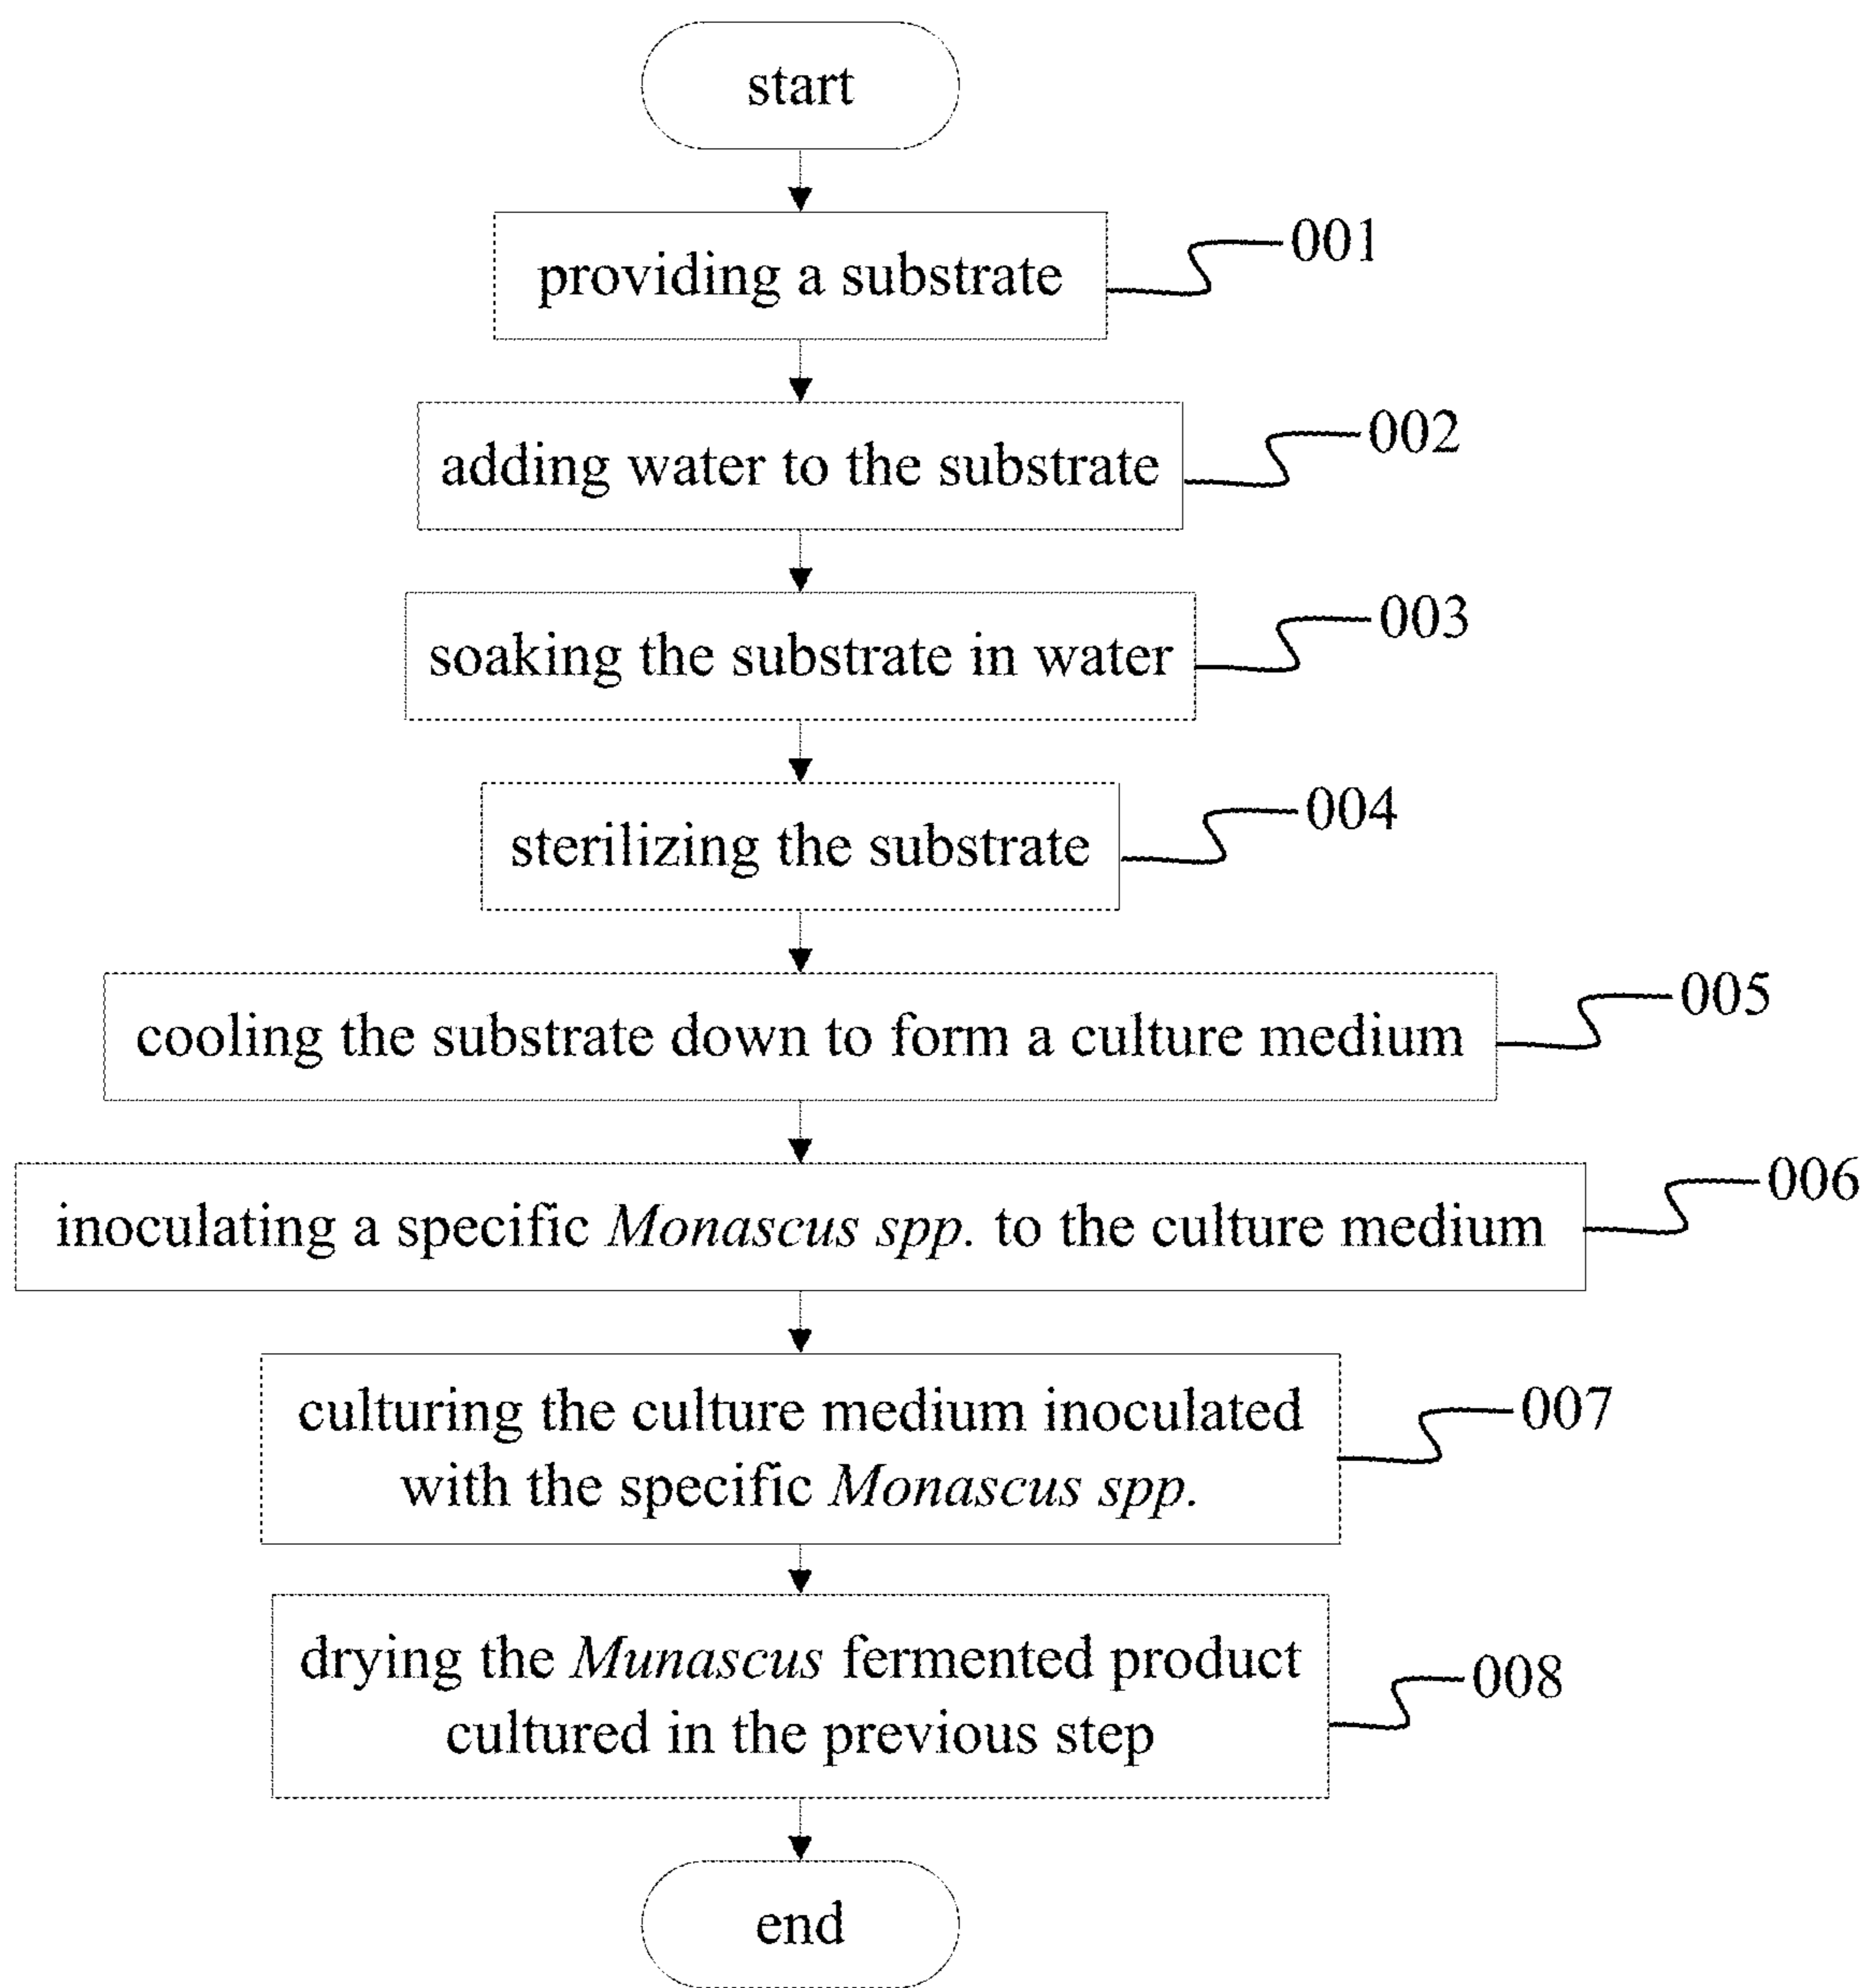 start
providing a substrate
001
adding water to the substrate
002
soaking the substrate in water
003
sterilizing the substrate
004
cooling the substrate down to form a culture medium
005
inoculating a specific Monascus spp. to the culture medium
006
culturing the culture medium inoculated
with the specific Monascus spp.
007
drying the Munascus fermented product
cultured in the previous step
008
end